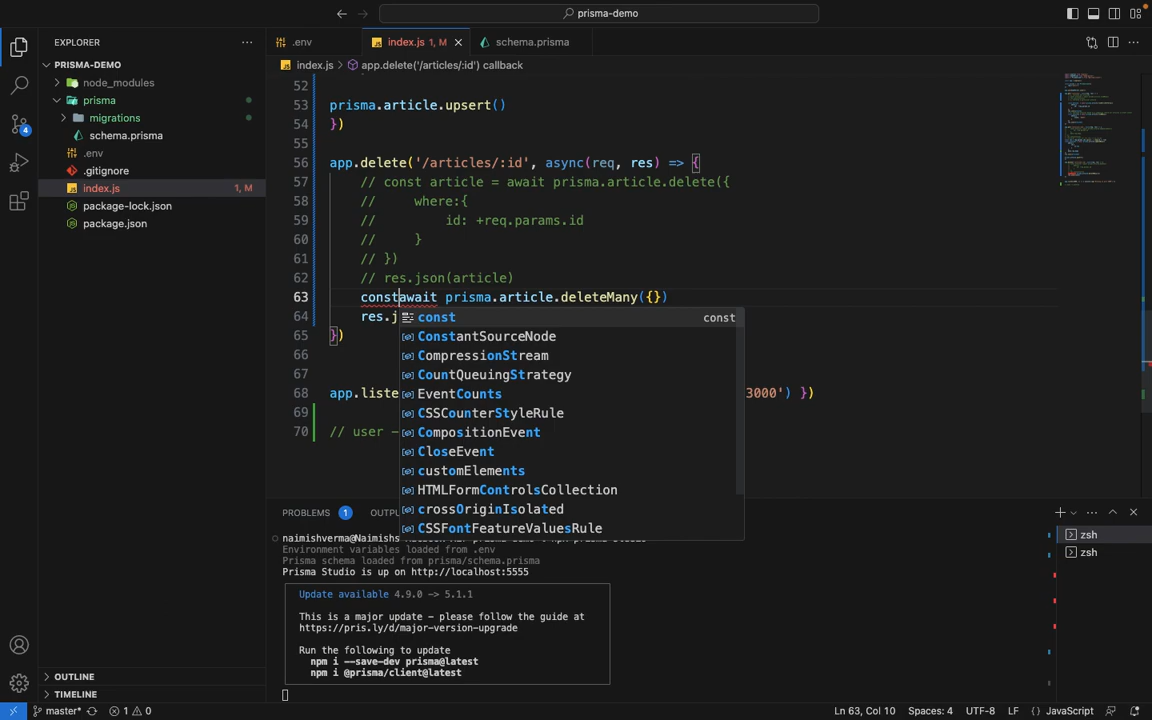 prisma-demo
EXPLORER
.env
index.js 1, M
schema.prisma
PRISMA-DEMO
index.js > app.delete('/articles/:id') callback
node_modules
prisma
migrations
schema.prisma
.env
.gitignore
index.js 1, M
package-lock.json
package.json
52
53 prisma.article.upsert()
54 })
55
56 app.delete('/articles/:id', async(req, res) => {
57 // const article = await prisma.article.delete({
58 // where:{
59 // id: +req.params.id
60 // }
61 // })
62 // res.json(article)
63 constawait prisma.article.deleteMany({})
64 res.j
65 })
66
67
68 app.liste 3000') })
69
70 // user -
const const
ConstantSourceNode
CompressionStream
CountQueuingStrategy
EventCounts
CSSCounterStyleRule
CompositionEvent
CloseEvent
customElements
HTMLFormControlsCollection
crossOriginIsolated
CSSFontFeatureValuesRule
PROBLEMS 1 OUTPU
Environment variables loaded from .env
Prisma schema loaded from prisma/schema.prisma
Prisma Studio is up on http://localhost:5555
Update available 4.9.0 -> 5.1.1
This is a major update - please follow the guide at
https://pris.ly/d/major-version-upgrade
Run the following to update
npm i --save-dev prisma@latest
npm i @prisma/client@latest
zsh
zsh
OUTLINE
TIMELINE
4
master* 1 0
Ln 63, Col 10 Spaces: 4 UTF-8 LF {} JavaScript